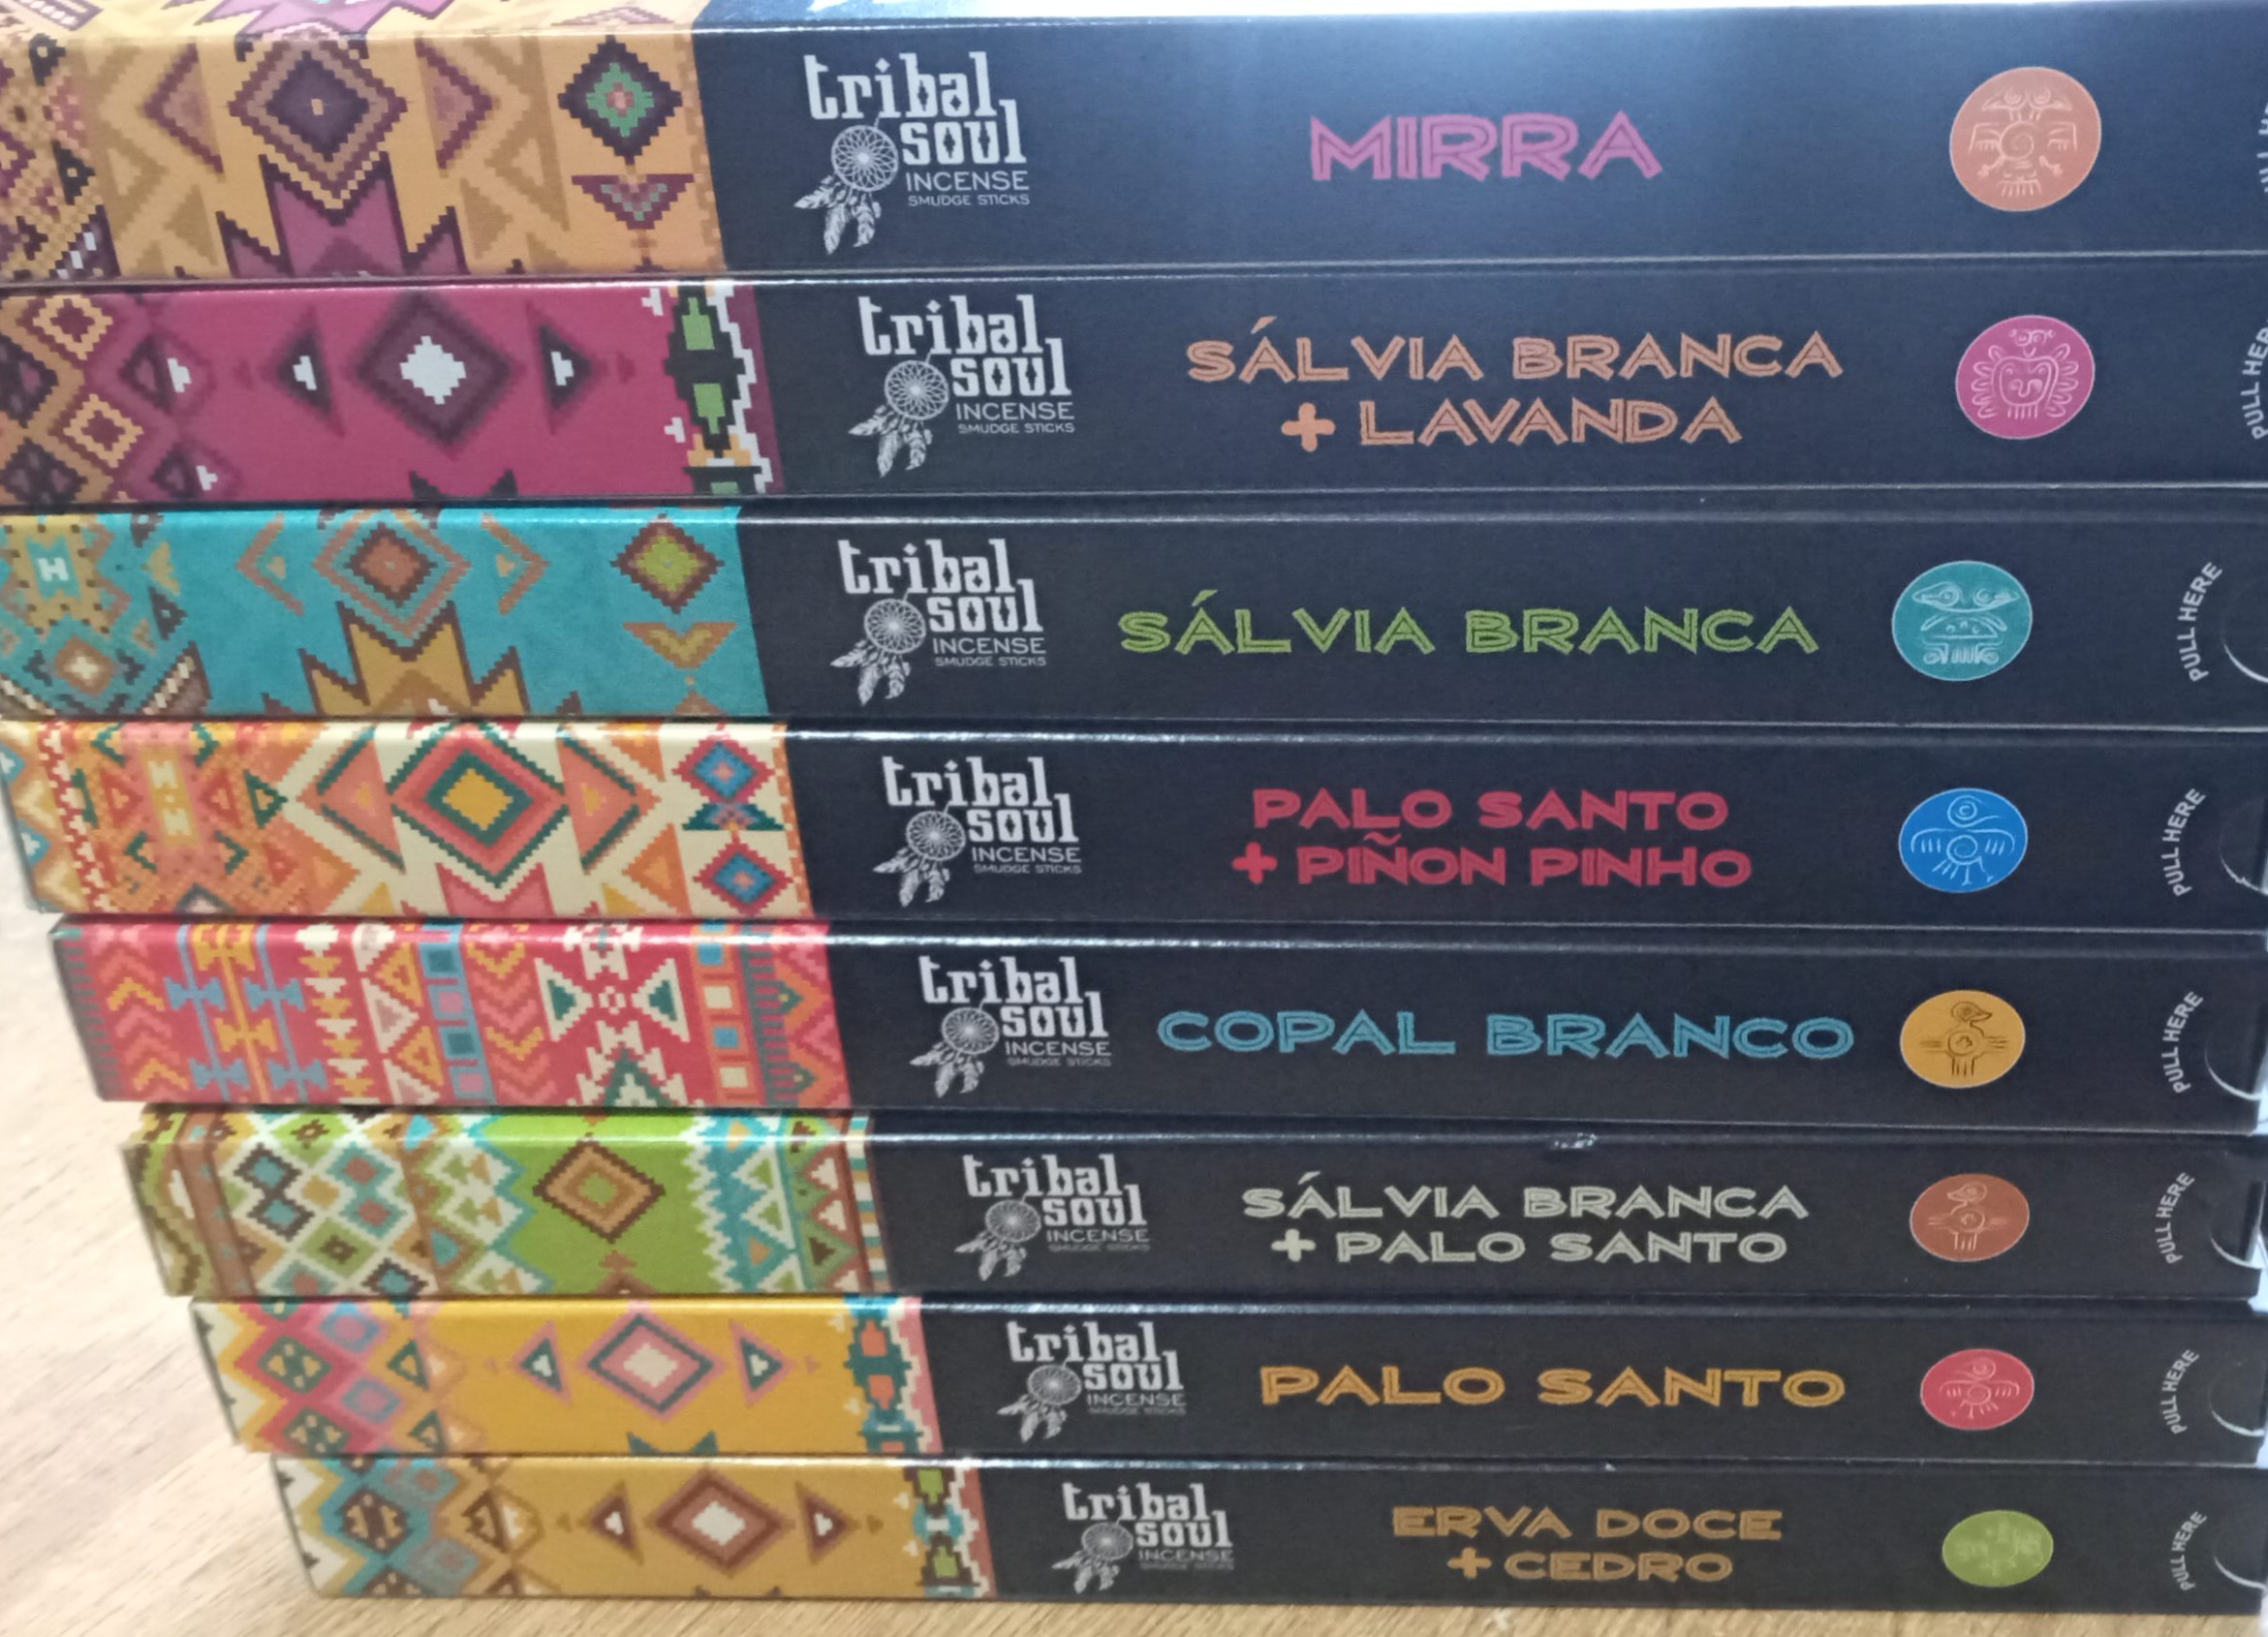 tribal
soul
INCENSE
SMUDGE STICKS
MIRRA
PULL HERE
tribal
soul
INCENSE
SMUDGE STICKS
SÁLVIA BRANCA
+ LAVANDA
PULL HERE
tribal
soul
INCENSE
SMUDGE STICKS
SÁLVIA BRANCA
PULL HERE
tribal
soul
INCENSE
SMUDGE STICKS
PALO SANTO
+ PIÑON PINHO
PULL HERE
tribal
soul
INCENSE
SMUDGE STICKS
COPAL BRANCO
PULL HERE
tribal
soul
INCENSE
SMUDGE STICKS
SÁLVIA BRANCA
+ PALO SANTO
PULL HERE
tribal
soul
INCENSE
SMUDGE STICKS
PALO SANTO
PULL HERE
tribal
soul
INCENSE
SMUDGE STICKS
ERVA DOCE
+ CEDRO
PULL HERE